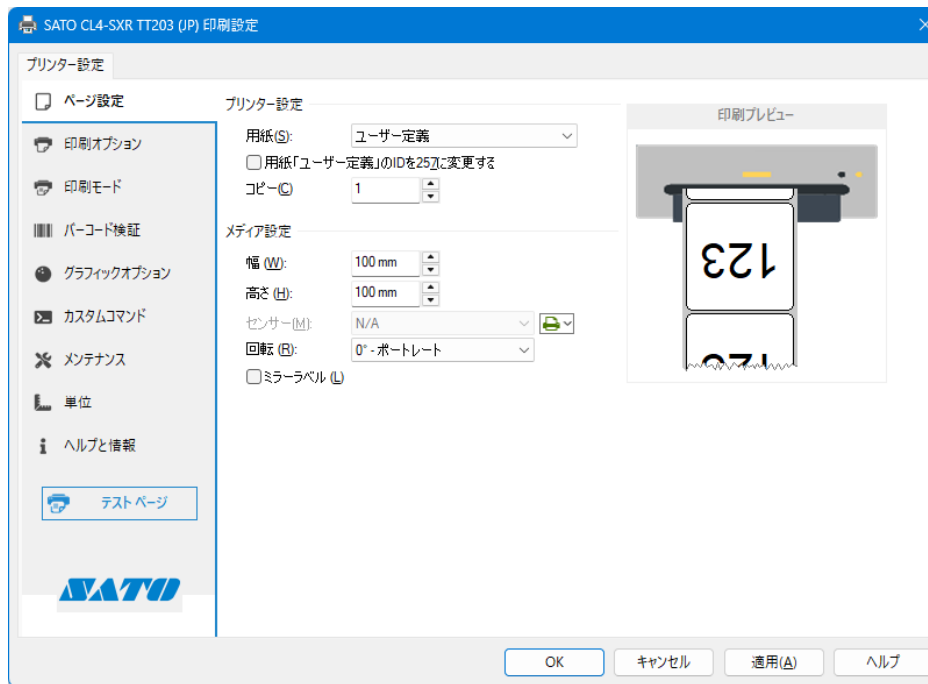 SATO CL4-SXR TT203 (JP) 印刷設定
プリンター設定
ページ設定
印刷オプション
印刷モード
バーコード検証
グラフィックオプション
カスタムコマンド
メンテナンス
単位
ヘルプと情報
テスト ページ
SATO
プリンター設定
用紙(S): ユーザー定義
用紙「ユーザー定義」のIDを257に変更する
コピー(C) 1
メディア設定
幅 (W): 100 mm
高さ (H): 100 mm
センサー(M): N/A
回転 (R): 0° - ポートレート
ミラーラベル (L)
印刷プレビュー
123
123
OK キャンセル 適用(A) ヘルプ